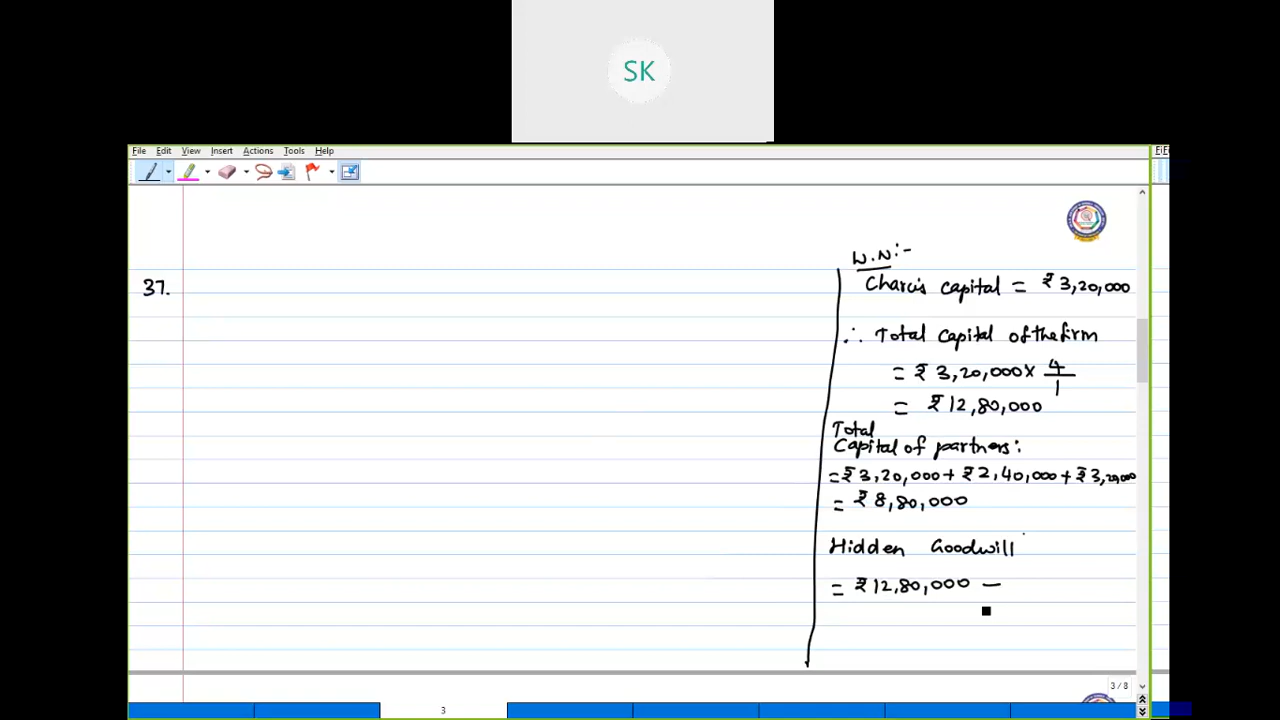 SK
File Edit View Insert Actions Tools Help
37.
W.N:-
Charu's capital = ₹ 3,20,000
∴ Total Capital of the firm
= ₹ 3,20,000 × 4/1
= ₹ 12,80,000
Total
Capital of partners:
= ₹ 3,20,000 + ₹ 2,40,000 + ₹ 3,20,000
= ₹ 8,80,000
Hidden Goodwill
= ₹ 12,80,000 —
3 / 8
3